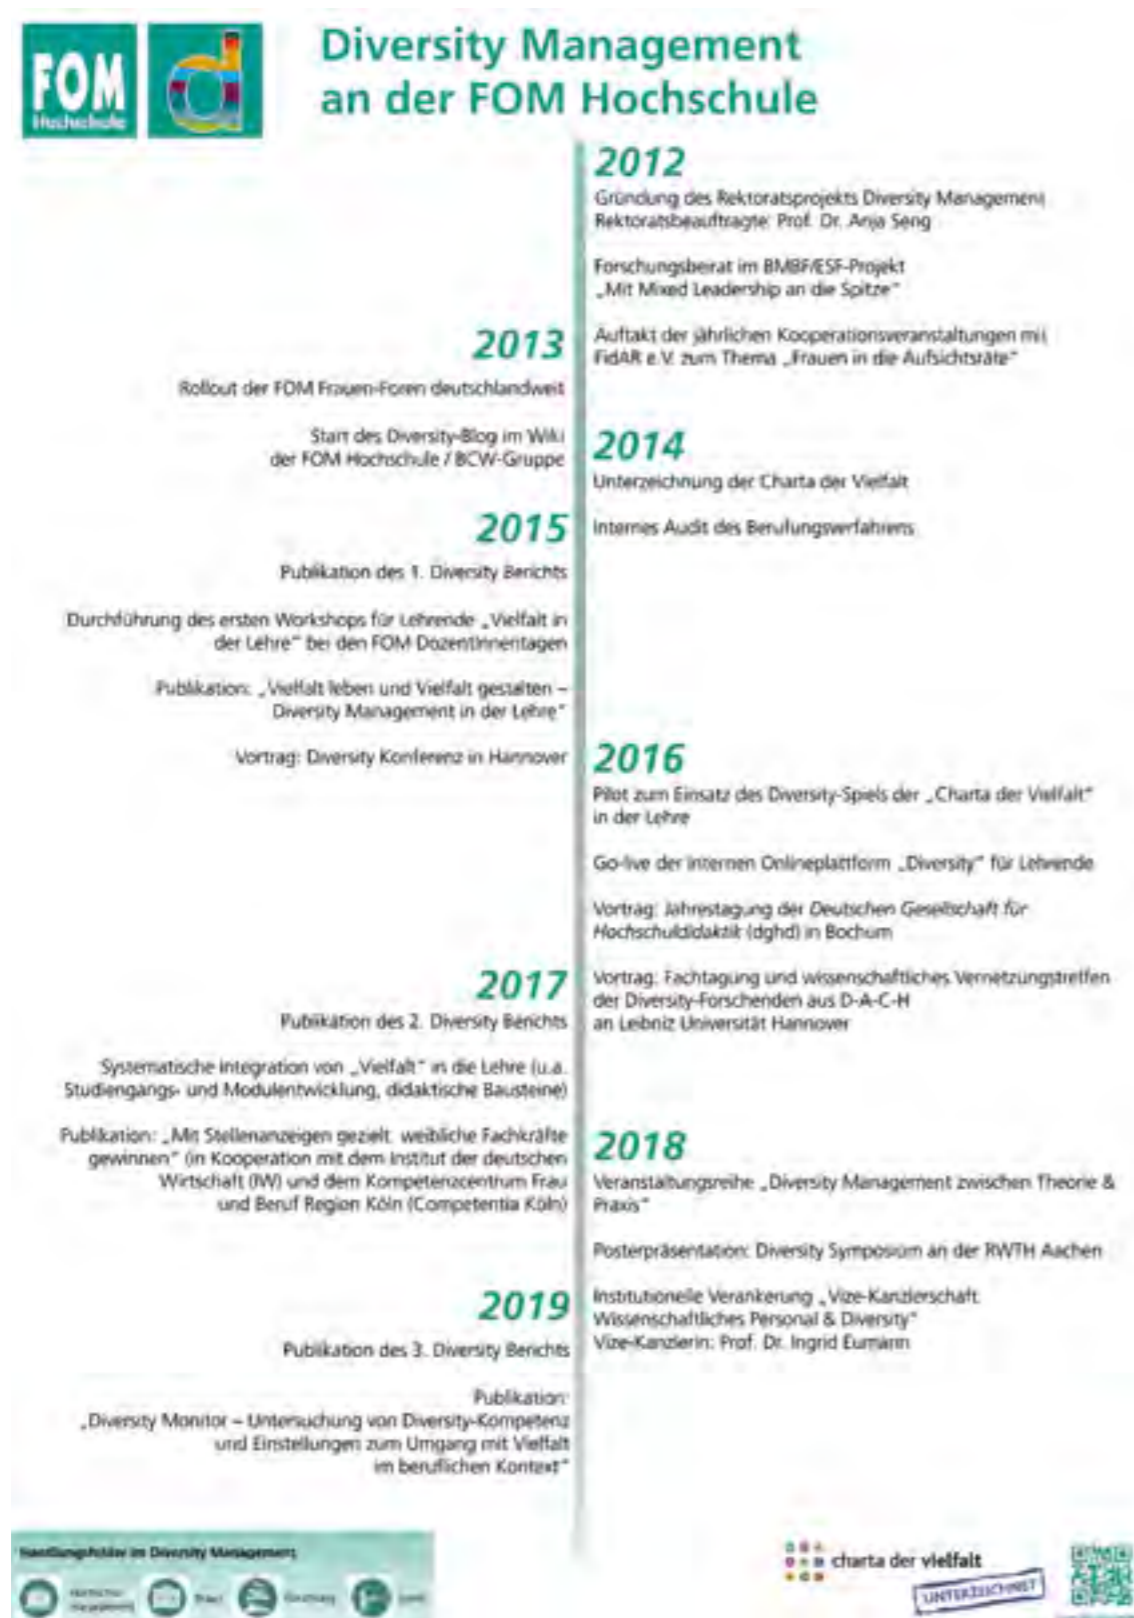 FOM
Hochschule
Diversity Management
an der FOM Hochschule
2012
Gründung des Rektoratsprojekts Diversity Management
Rektoratsbeauftragte: Prof. Dr. Anja Seng
Forschungsbeirat im BMBF/ESF-Projekt
„Mit Mixed Leadership an die Spitze“
Auftakt der jährlichen Kooperationsveranstaltungen mit
FidAR e.V. zum Thema „Frauen in die Aufsichtsräte“
2013
Rollout der FOM Frauen-Foren deutschlandweit
Start des Diversity-Blog im Wiki
der FOM Hochschule / BCW-Gruppe
2014
Unterzeichnung der Charta der Vielfalt
Internes Audit des Berufungsverfahrens
2015
Publikation des 1. Diversity Berichts
Durchführung des ersten Workshops für Lehrende „Vielfalt in
der Lehre“ bei den FOM DozentInnentagen
Publikation: „Vielfalt leben und Vielfalt gestalten –
Diversity Management in der Lehre“
Vortrag: Diversity Konferenz in Hannover
2016
Pilot zum Einsatz des Diversity-Spiels der „Charta der Vielfalt“
in der Lehre
Go-live der internen Onlineplattform „Diversity“ für Lehrende
Vortrag: Jahrestagung der Deutschen Gesellschaft für
Hochschuldidaktik (dghd) in Bochum
Vortrag: Fachtagung und wissenschaftliches Vernetzungstreffen
der Diversity-Forschenden aus D-A-C-H
an Leibniz Universität Hannover
2017
Publikation des 2. Diversity Berichts
Systematische Integration von „Vielfalt“ in die Lehre (u.a.
Studiengangs- und Modulentwicklung, didaktische Bausteine)
Publikation: „Mit Stellenanzeigen gezielt weibliche Fachkräfte
gewinnen“ (in Kooperation mit dem Institut der deutschen
Wirtschaft (IW) und dem Kompetenzcentrum Frau
und Beruf Region Köln (Competentia Köln)
2018
Veranstaltungsreihe „Diversity Management zwischen Theorie &
Praxis“
Posterpräsentation: Diversity Symposium an der RWTH Aachen
Institutionelle Verankerung „Vize-Kanzlerschaft
Wissenschaftliches Personal & Diversity“
Vize-Kanzlerin: Prof. Dr. Ingrid Eumann
2019
Publikation des 3. Diversity Berichts
Publikation:
„Diversity Monitor – Untersuchung von Diversity-Kompetenz
und Einstellungen zum Umgang mit Vielfalt
im beruflichen Kontext“
Handlungsfelder im Diversity Management
charta der vielfalt
UNTERZEICHNET